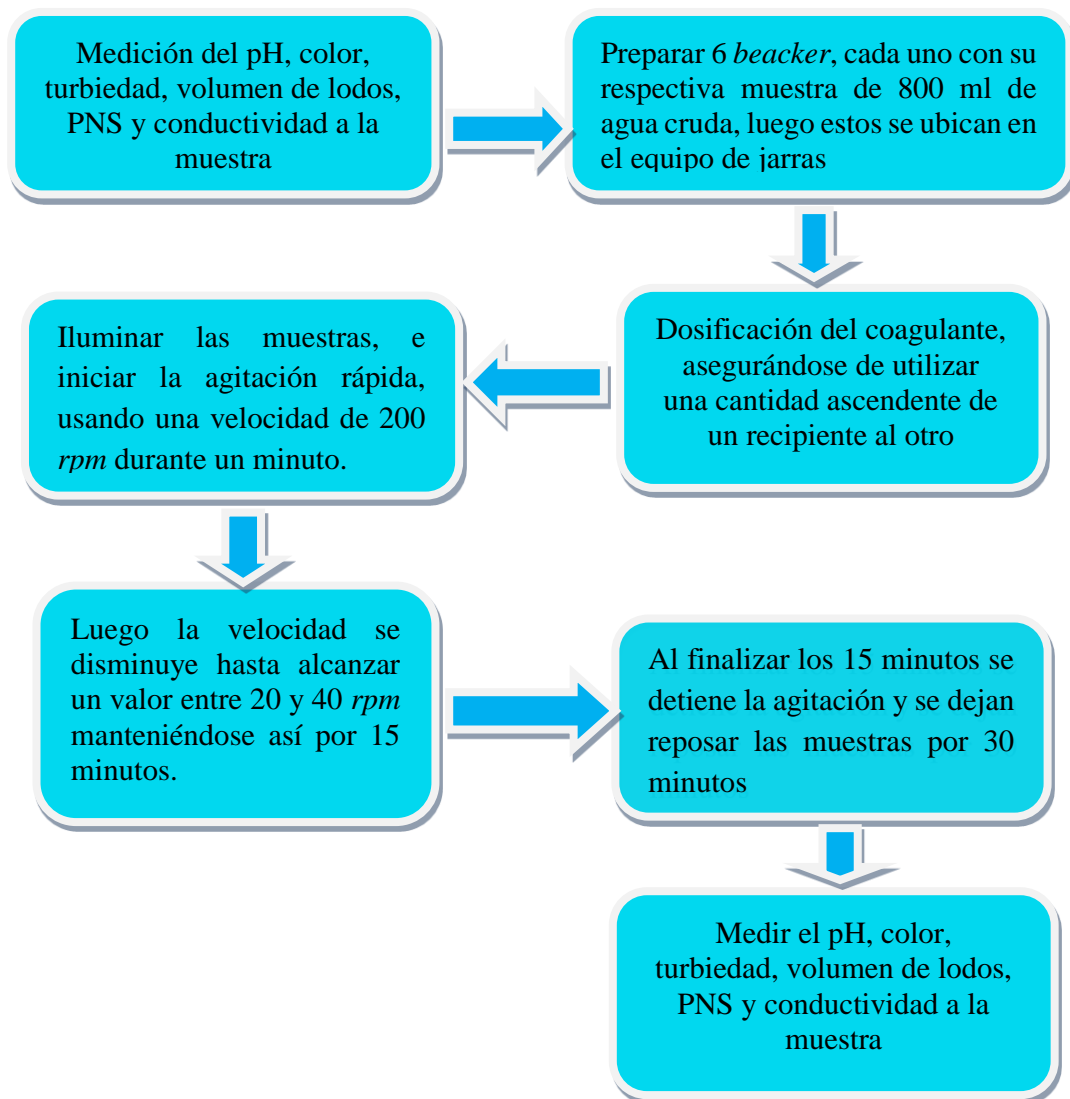 Medición del pH, color,
turbiedad, volumen de lodos,
PNS y conductividad a la
muestra
Preparar 6 beacker, cada uno con su
respectiva muestra de 800 ml de
agua cruda, luego estos se ubican en
el equipo de jarras
Dosificación del coagulante,
asegurándose de utilizar
una cantidad ascendente de
un recipiente al otro
Iluminar las muestras, e
iniciar la agitación rápida,
usando una velocidad de 200
rpm durante un minuto.
Luego la velocidad se
disminuye hasta alcanzar
un valor entre 20 y 40 rpm
manteniéndose así por 15
minutos.
Al finalizar los 15 minutos se
detiene la agitación y se dejan
reposar las muestras por 30
minutos
Medir el pH, color,
turbiedad, volumen de lodos,
PNS y conductividad a la
muestra